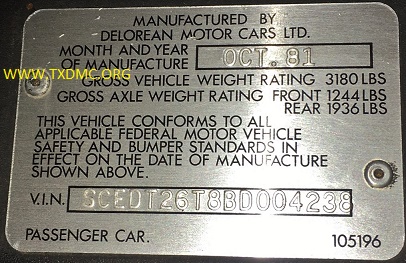 MANUFACTURED BY
DELOREAN MOTOR CARS LTD.
MONTH AND YEAR
OF MANUFACTURE OCT. 81
WWW.TXDMC.ORG
GROSS VEHICLE WEIGHT RATING 3180 LBS
GROSS AXLE WEIGHT RATING FRONT 1244 LBS
REAR 1936 LBS
THIS VEHICLE CONFORMS TO ALL
APPLICABLE FEDERAL MOTOR VEHICLE
SAFETY AND BUMPER STANDARDS IN
EFFECT ON THE DATE OF MANUFACTURE
SHOWN ABOVE.
V.I.N. SCEDT26T8BD004238
PASSENGER CAR. 105196